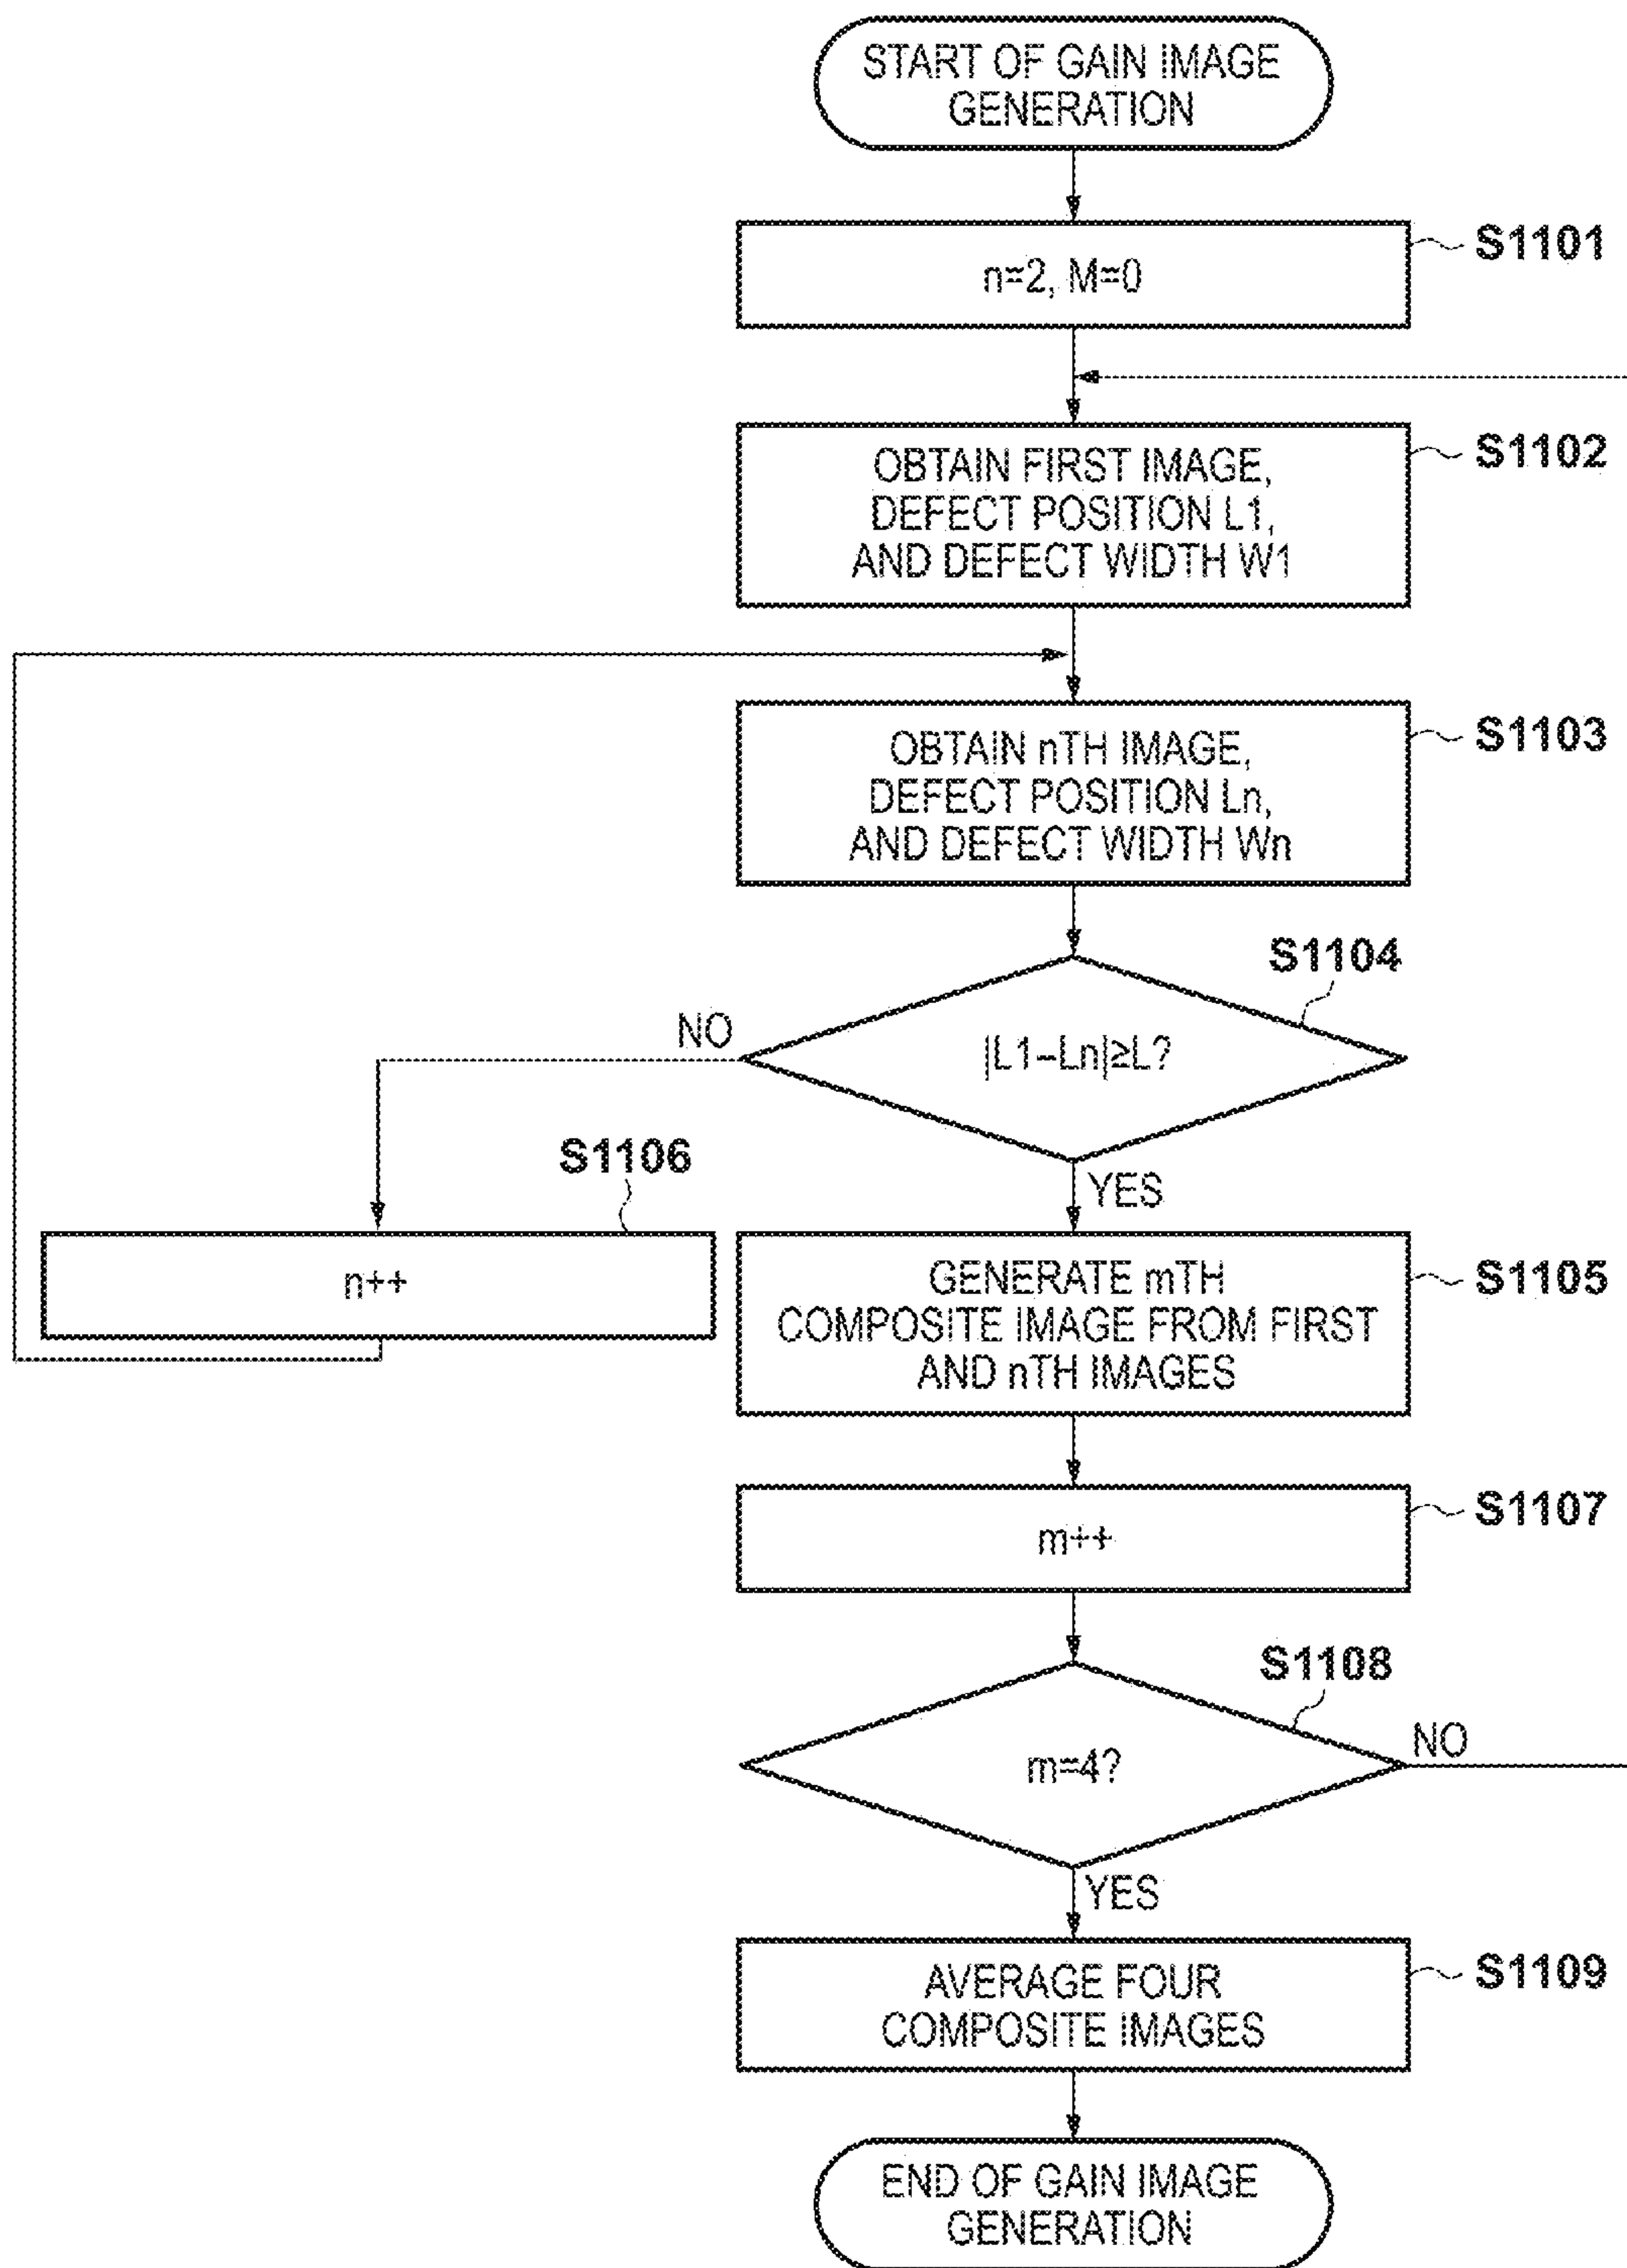 START OF GAIN IMAGE
GENERATION
S1101
n=2, M=0
S1102
OBTAIN FIRST IMAGE,
DEFECT POSITION L1,
AND DEFECT WIDTH W1
S1103
OBTAIN nTH IMAGE,
DEFECT POSITION Ln,
AND DEFECT WIDTH Wn
S1104
NO
|L1–Ln|≥L?
YES
S1106
n++
S1105
GENERATE mTH
COMPOSITE IMAGE FROM FIRST
AND nTH IMAGES
S1107
m++
S1108
NO
m=4?
YES
S1109
AVERAGE FOUR
COMPOSITE IMAGES
END OF GAIN IMAGE
GENERATION